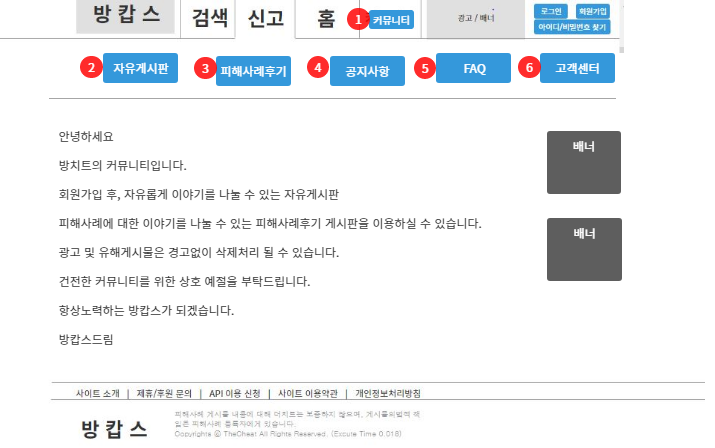 방 캅 스
검색
신고
홈
1
커뮤니티
광고 / 배너
로그인
회원가입
아이디/비밀번호 찾기
2
자유게시판
3
피해사례후기
4
공지사항
5
FAQ
6
고객센터
안녕하세요
방치트의 커뮤니티입니다.
회원가입 후, 자유롭게 이야기를 나눌 수 있는 자유게시판
피해사례에 대한 이야기를 나눌 수 있는 피해사례후기 게시판을 이용하실 수 있습니다.
광고 및 유해게시물은 경고없이 삭제처리 될 수 있습니다.
건전한 커뮤니티를 위한 상호 예절을 부탁드립니다.
항상노력하는 방캅스가 되겠습니다.
방캅스드림
배너
배너
사이트 소개 | 제휴/후원 문의 | API 이용 신청 | 사이트 이용약관 | 개인정보처리방침
방 캅 스
피해사례 게시물 내용에 대해 더치트는 보증하지 않으며, 게시물의법적 책
임은 피해사례 등록자에게 있습니다.
Copyrights ⓒ TheCheat All Rights Reserved. (Excute Time 0.018)